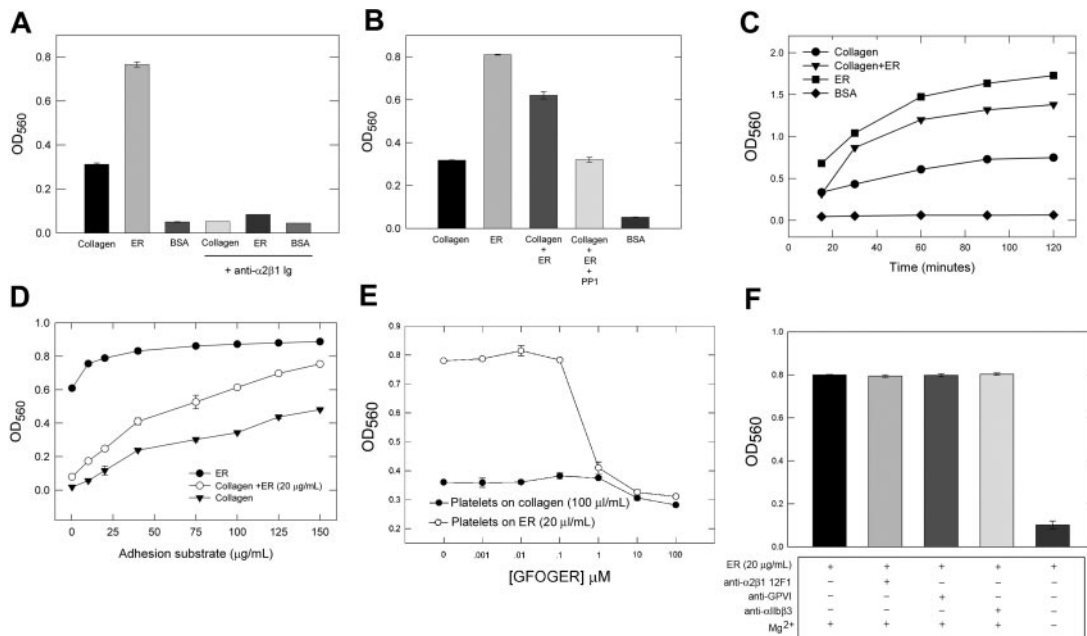 A
OD560
0.8
0.6
0.4
0.2
0.0
Collagen ER BSA Collagen ER BSA
+ anti-α2β1 Ig
B
OD560
0.8
0.6
0.4
0.2
0.0
Collagen ER Collagen + ER Collagen + ER + PP1 BSA
C
OD560
2.0
1.5
1.0
0.5
0.0
Collagen
Collagen+ER
ER
BSA
20 40 60 80 100 120
Time (minutes)
D
OD560
1.0
0.8
0.6
0.4
0.2
0.0
ER
Collagen +ER (20 µg/mL)
Collagen
0 25 50 75 100 125 150
Adhesion substrate (µg/mL)
E
OD560
0.9
0.8
0.7
0.6
0.5
0.4
0.3
0.2
Platelets on collagen (100 µl/mL)
Platelets on ER (20 µl/mL)
0 .001 .01 .1 1 10 100
[GFOGER] µM
F
OD560
1.0
0.8
0.6
0.4
0.2
0.0
ER (20 µg/mL) + + + + +
anti-α2β1 12F1 – + – – –
anti-GPVI – – + – –
anti-αIIbβ3 – – – + –
Mg2+ + + + + –